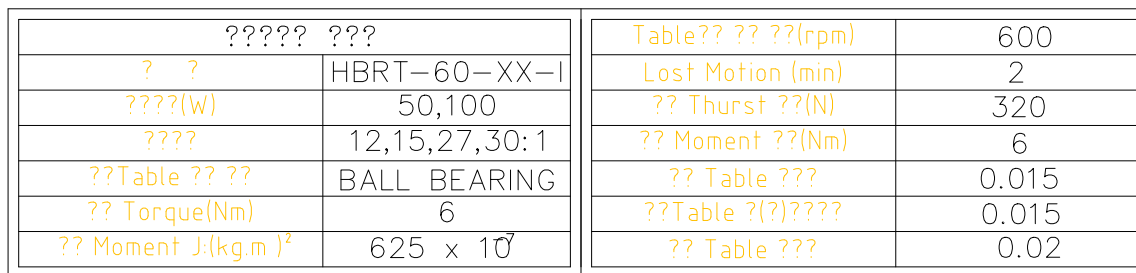 ????? ???
? ? HBRT-60-XX-I
????(W) 50,100
???? 12,15,27,30:1
??Table ?? ?? BALL BEARING
?? Torque(Nm) 6
?? Moment J:(kg.m )² 625 x 10⁻⁷
Table?? ?? ??(rpm) 600
Lost Motion (min) 2
?? Thurst ??(N) 320
?? Moment ??(Nm) 6
?? Table ??? 0.015
??Table ?(?)???? 0.015
?? Table ??? 0.02